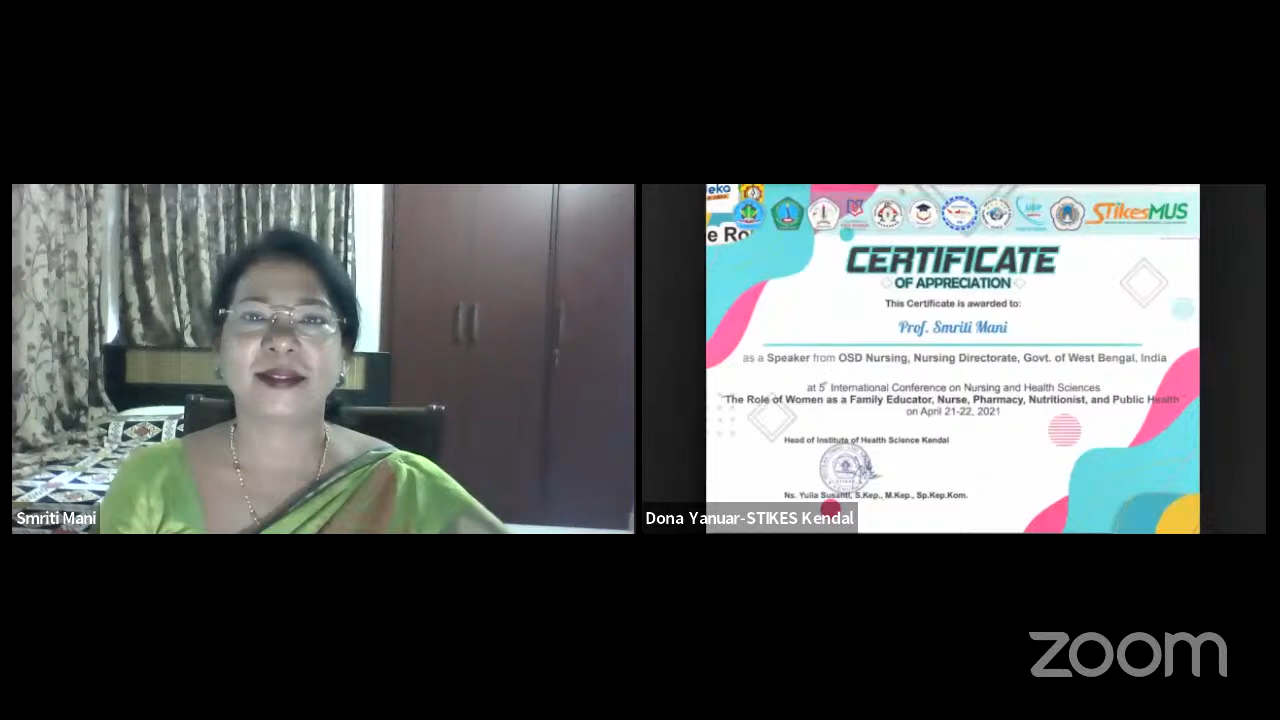 Smriti Mani
eka
e Ro
STikesMUS
CERTIFICATE
OF APPRECIATION
This Certificate is awarded to:
Prof. Smriti Mani
as a Speaker from OSD Nursing, Nursing Directorate, Govt. of West Bengal, India
at 5th International Conference on Nursing and Health Sciences
"The Role of Women as a Family Educator, Nurse, Pharmacy, Nutritionist, and Public Health"
on April 21-22, 2021
Head of Institute of Health Science Kendal
Ns. Yulia Susanti, S.Kep., M.Kep., Sp.Kep.Kom.
Dona Yanuar-STIKES Kendal
zoom